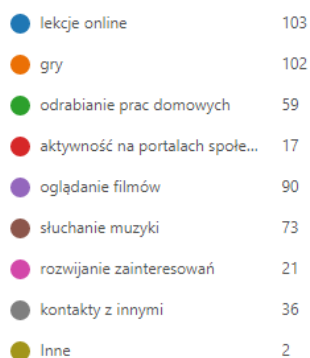 lekcje online 103
gry 102
odrabianie prac domowych 59
aktywność na portalach społe... 17
oglądanie filmów 90
słuchanie muzyki 73
rozwijanie zainteresowań 21
kontakty z innymi 36
Inne 2